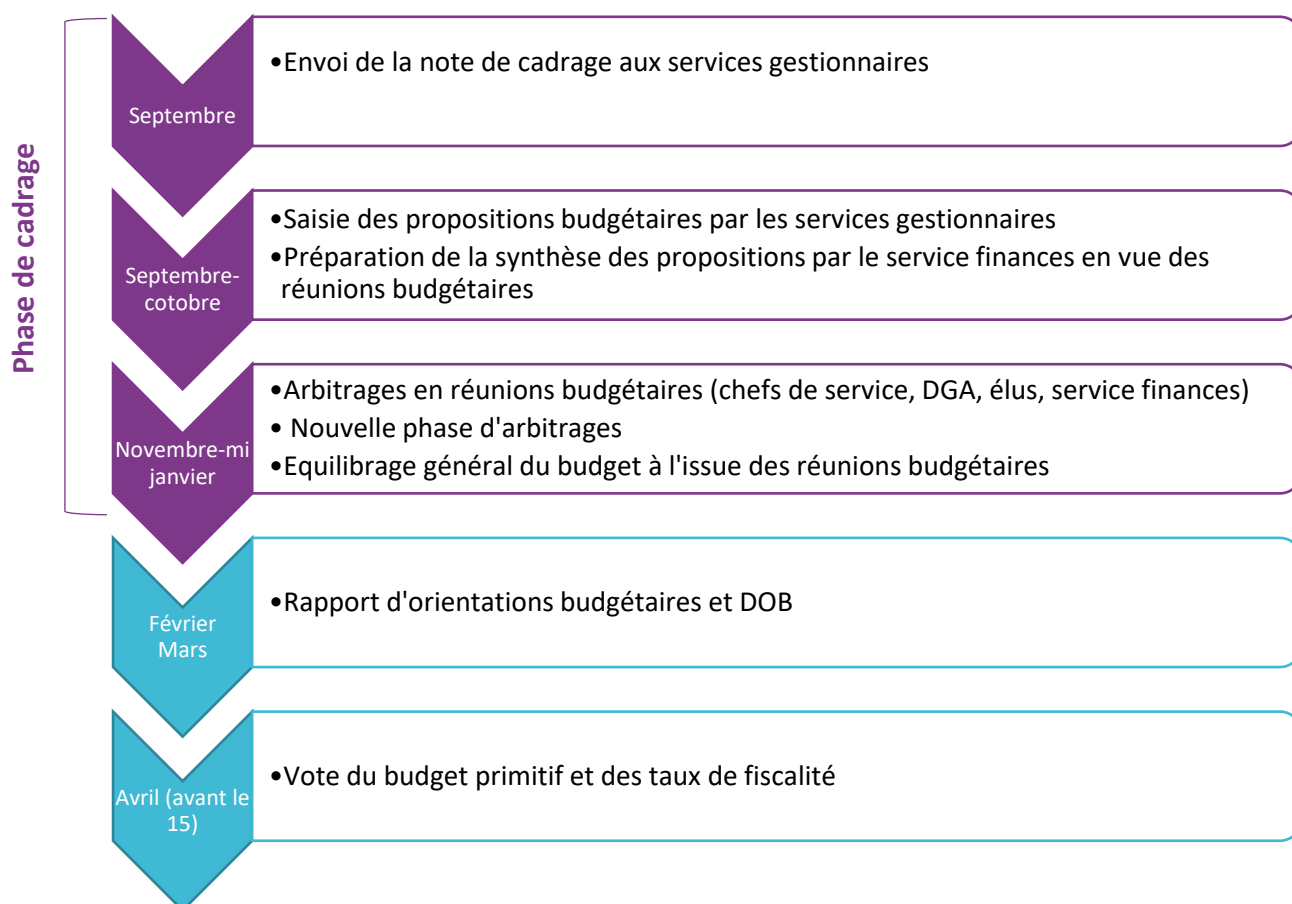 Phase de cadrage
Septembre
•Envoi de la note de cadrage aux services gestionnaires
Septembre-
cotobre
•Saisie des propositions budgétaires par les services gestionnaires
•Préparation de la synthèse des propositions par le service finances en vue des
réunions budgétaires
Novembre-mi
janvier
•Arbitrages en réunions budgétaires (chefs de service, DGA, élus, service finances)
• Nouvelle phase d'arbitrages
•Equilibrage général du budget à l'issue des réunions budgétaires
Février
Mars
•Rapport d'orientations budgétaires et DOB
Avril (avant le
15)
•Vote du budget primitif et des taux de fiscalité